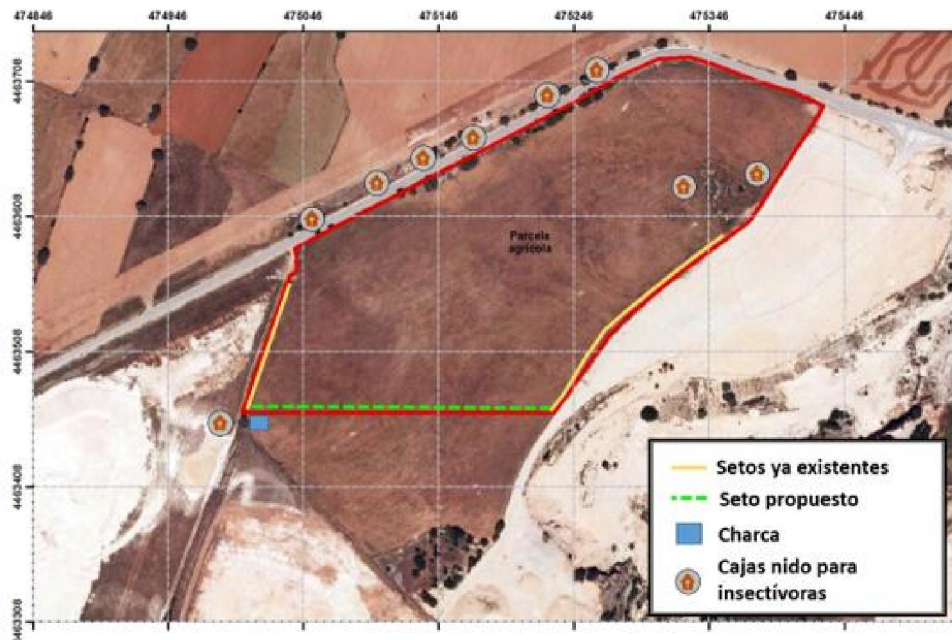 474846 474946 475046 475146 475246 475346 475446
4463708
4463608
4463508
4463408
4463308
Parcela
agrícola
Setos ya existentes
Seto propuesto
Charca
Cajas nido para
insectívoras